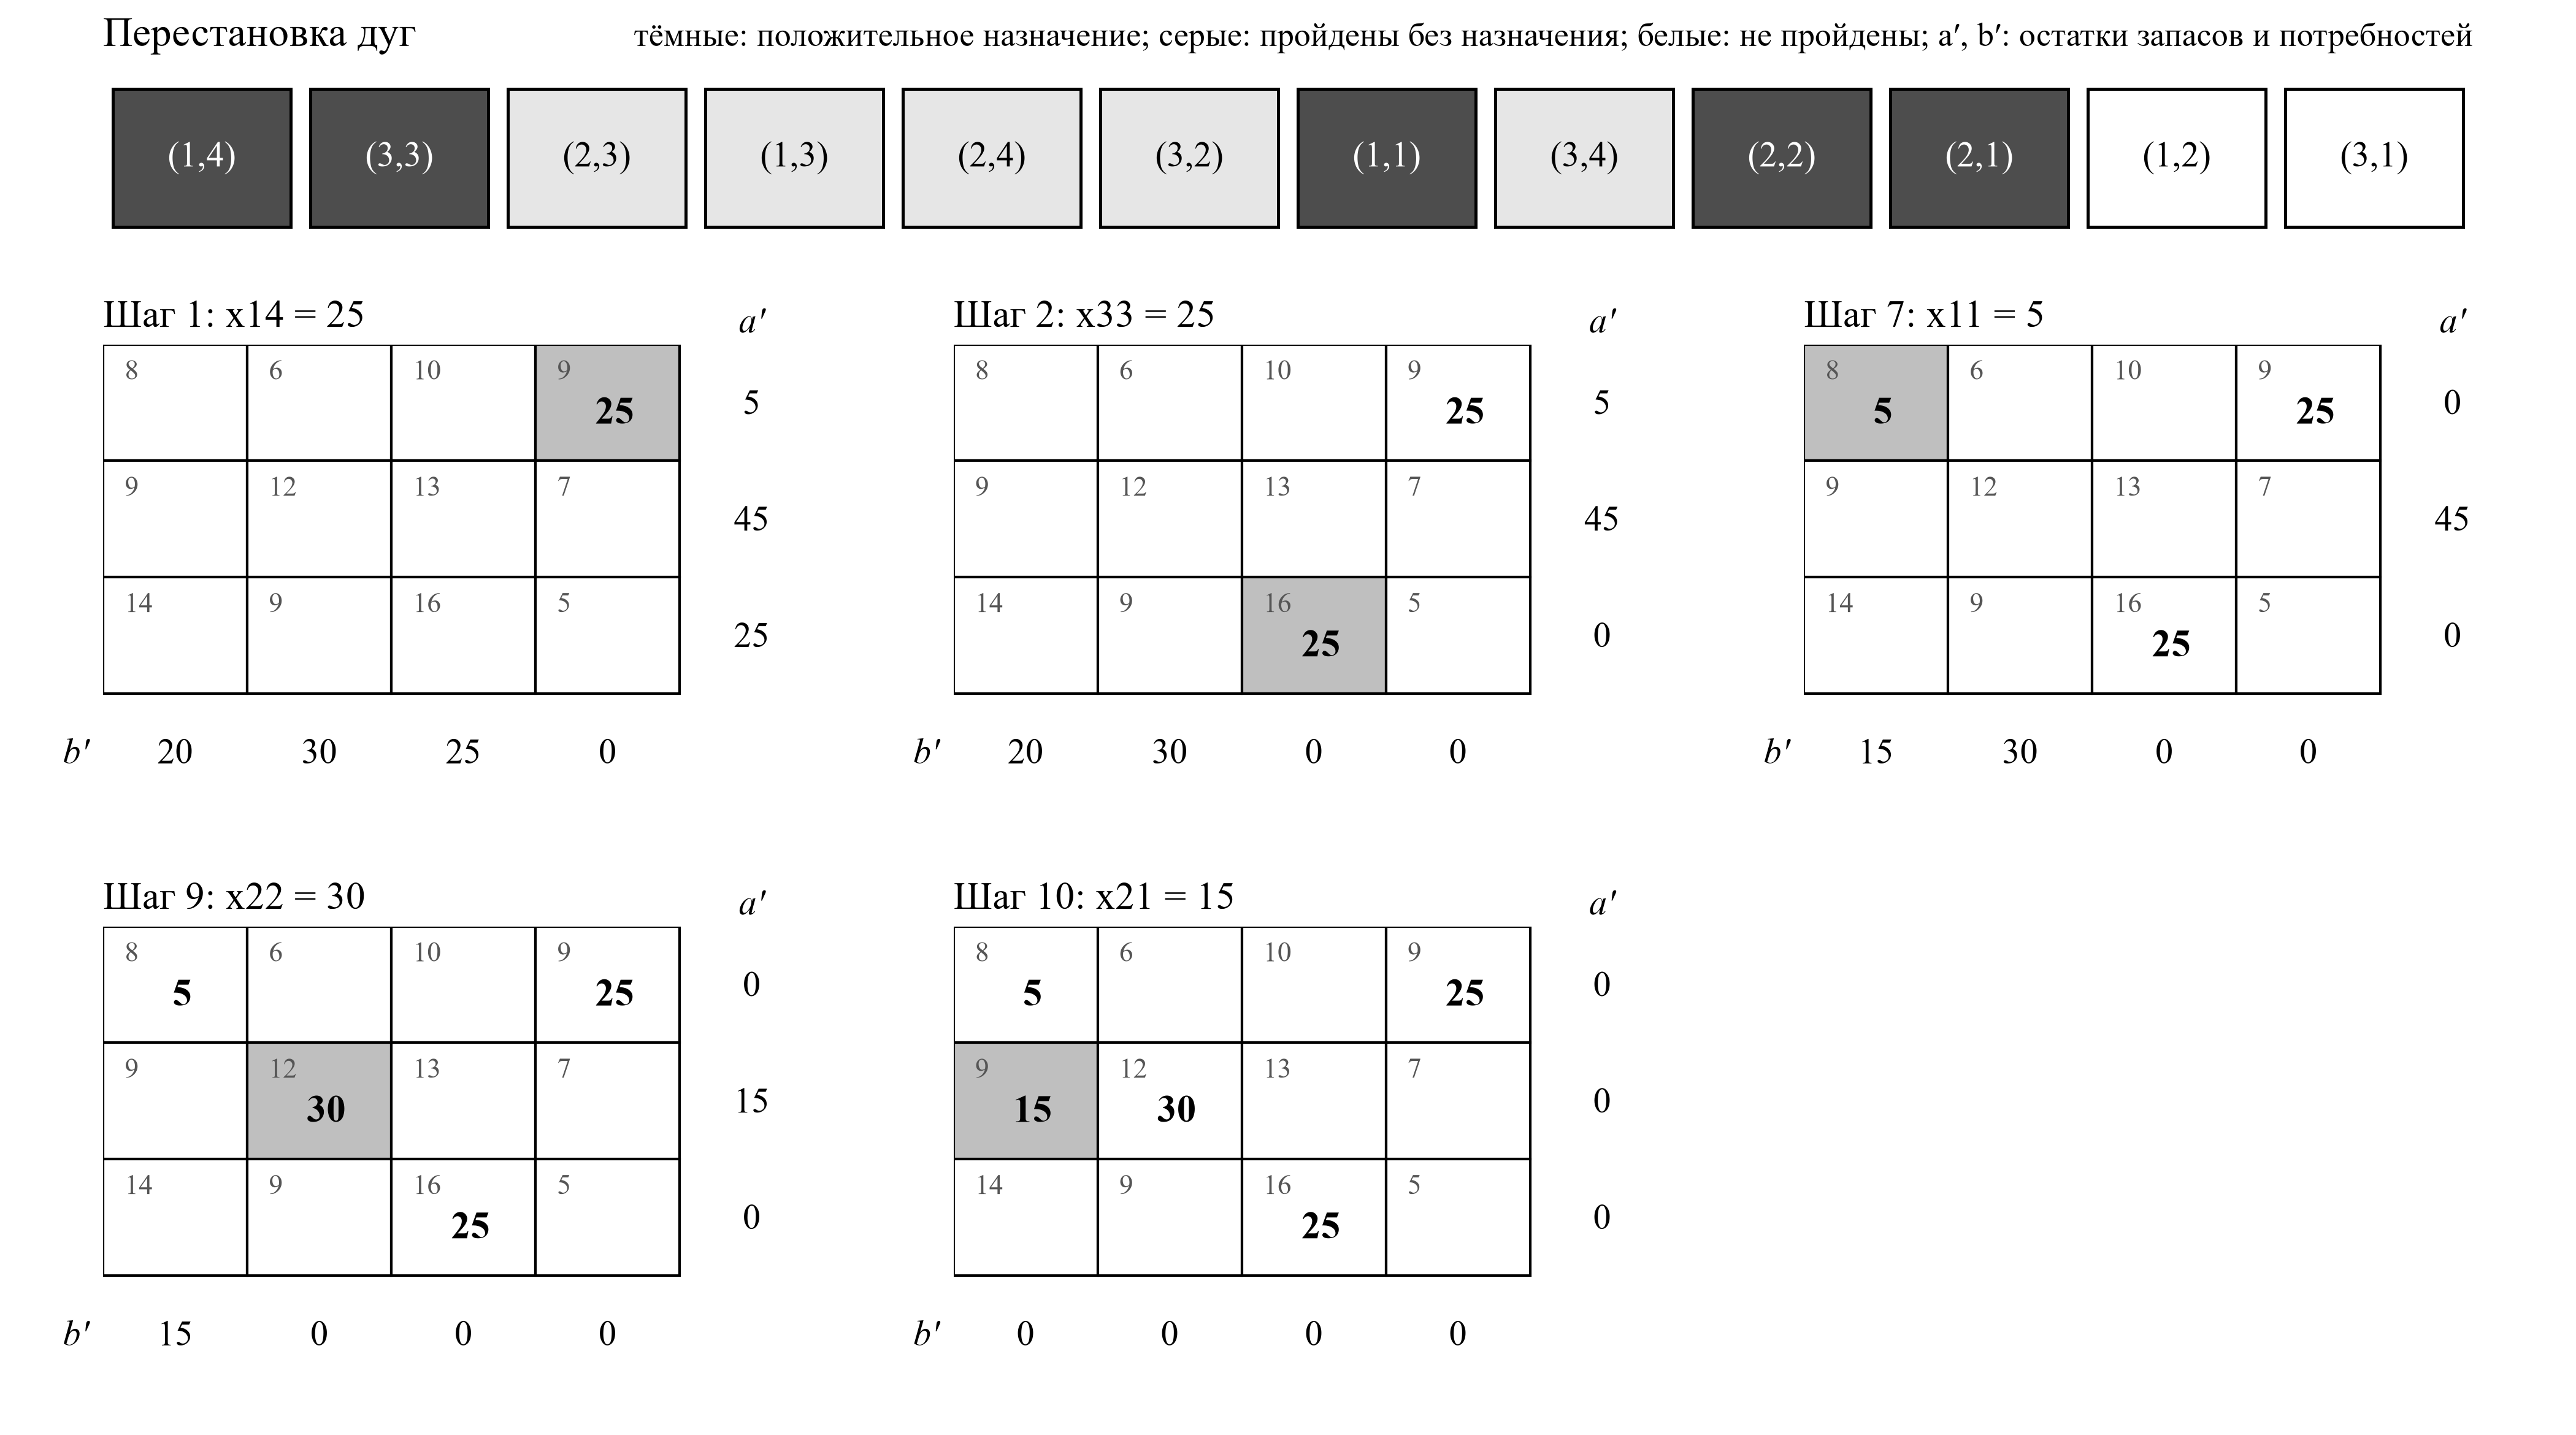 Перестановка дуг
тёмные: положительное назначение; серые: пройдены без назначения; белые: не пройдены; a′, b′: остатки запасов и потребностей
(1,4) (3,3) (2,3) (1,3) (2,4) (3,2) (1,1) (3,4) (2,2) (2,1) (1,2) (3,1)
Шаг 1: x14 = 25 a′
8 6 10 9
25 5
9 12 13 7
45
14 9 16 5
25
b′ 20 30 25 0
Шаг 2: x33 = 25 a′
8 6 10 9
25 5
9 12 13 7
45
14 9 16 5
25 0
b′ 20 30 0 0
Шаг 7: x11 = 5 a′
8 6 10 9
5 25 0
9 12 13 7
45
14 9 16 5
25 0
b′ 15 30 0 0
Шаг 9: x22 = 30 a′
8 6 10 9
5 25 0
9 12 13 7
30 15
14 9 16 5
25 0
b′ 15 0 0 0
Шаг 10: x21 = 15 a′
8 6 10 9
5 25 0
9 12 13 7
15 30 0
14 9 16 5
25 0
b′ 0 0 0 0